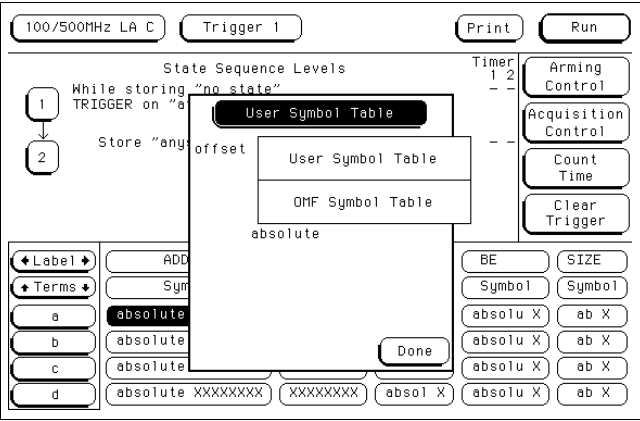 100/500MHz LA C Trigger 1 Print Run
State Sequence Levels
Timer
1 2
While storing "no state"
- -
TRIGGER on "a
1
Store "any
- -
2
Arming
Control
Acquisition
Control
Count
Time
Clear
Trigger
User Symbol Table
offset
User Symbol Table
OMF Symbol Table
absolute
Done
Label ADD BE SIZE
Terms Sym Symbol Symbol
a absolute absolu X ab X
b absolute absolu X ab X
c absolute absolu X ab X
d absolute XXXXXXXX XXXXXXXX absol X absolu X ab X